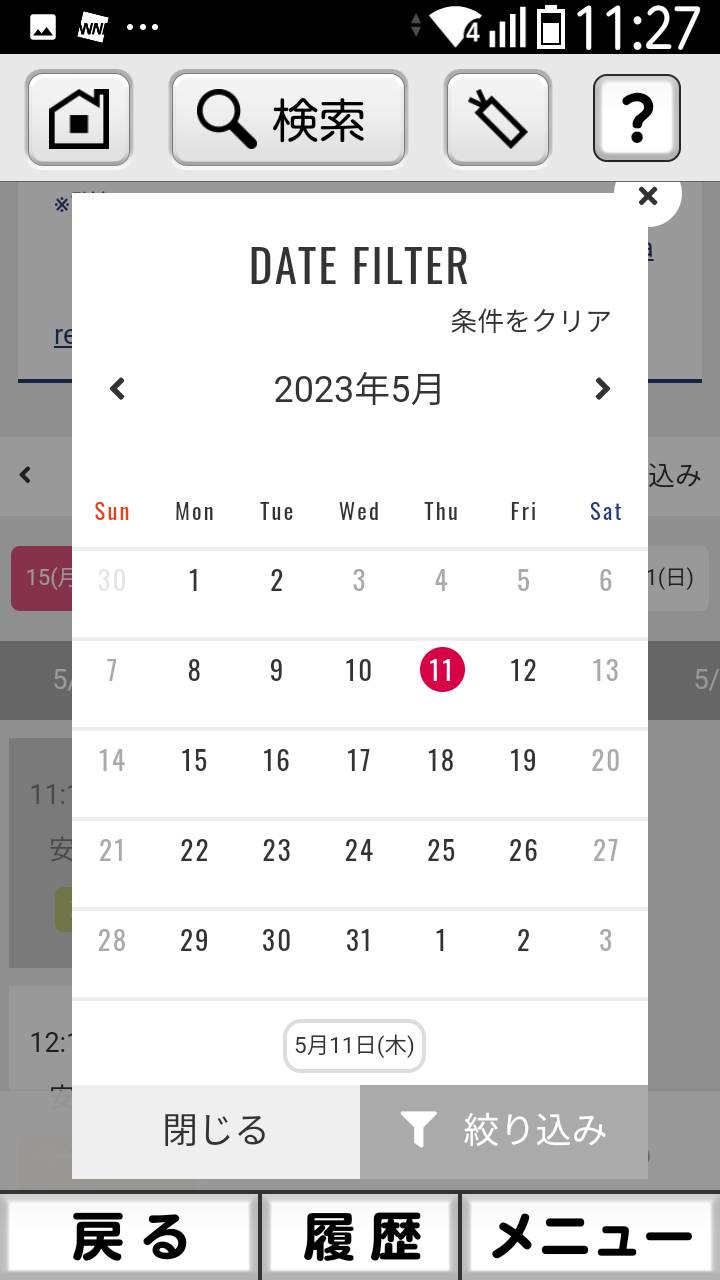 11:27
検索
?
DATE FILTER
条件をクリア
2023年5月
Sun Mon Tue Wed Thu Fri Sat
30 1 2 3 4 5 6
7 8 9 10 11 12 13
14 15 16 17 18 19 20
21 22 23 24 25 26 27
28 29 30 31 1 2 3
5月11日(木)
閉じる 絞り込み
戻る 履歴 メニュー